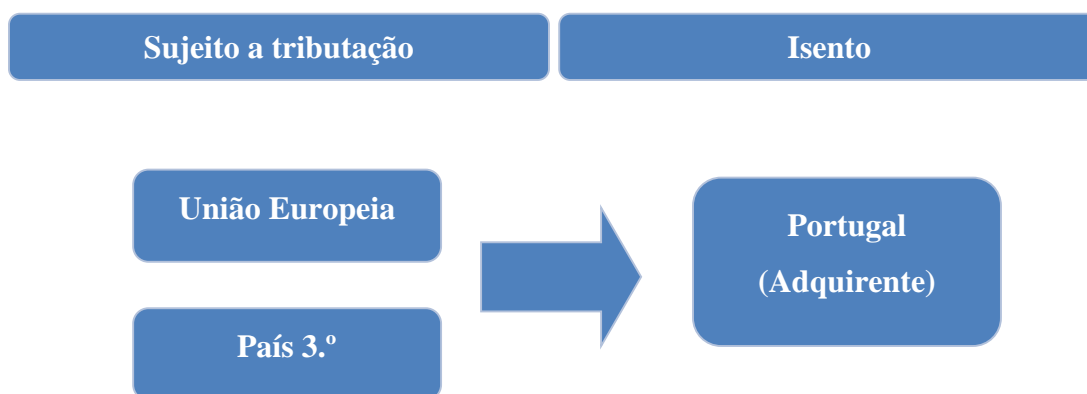 Sujeito a tributação
Isento
União Europeia
Portugal
(Adquirente)
País 3.º